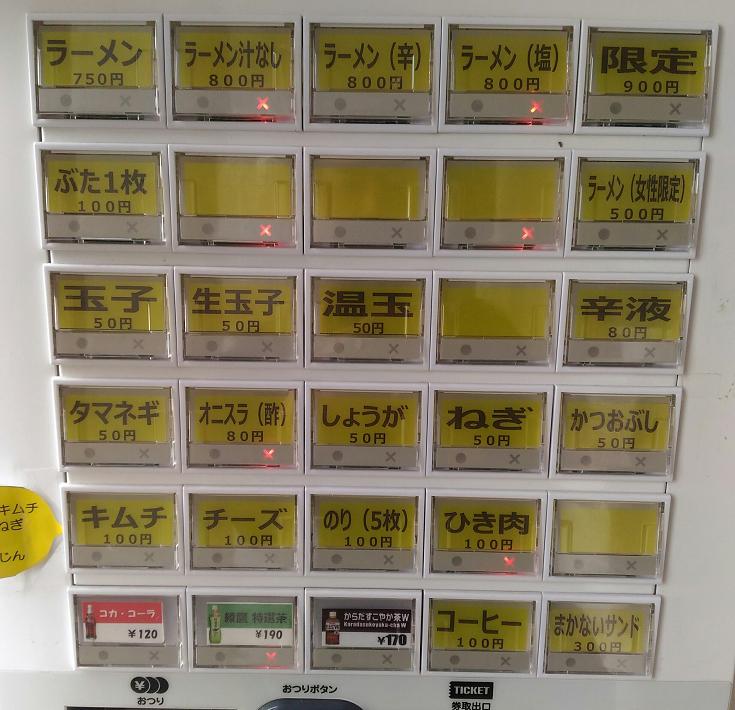 ラーメン
750円
ラーメン汁なし
800円
ラーメン（辛）
800円
ラーメン（塩）
800円
限定
900円
ぶた1枚
100円
ラーメン（女性限定）
500円
玉子
50円
生玉子
50円
温玉
50円
辛液
80円
タマネギ
50円
オニスラ（酢）
80円
しょうが
50円
ねぎ
50円
かつおぶし
50円
キムチ
ねぎ
じん
キムチ
100円
チーズ
100円
のり（5枚）
100円
ひき肉
100円
コカ・コーラ
¥120
綾鷹 特選茶
¥190
からだすこやか茶W
Karadasukoyaka-cha W
¥170
コーヒー
100円
まかないサンド
300円
¥
おつり
おつりボタン
TICKET
券取出口